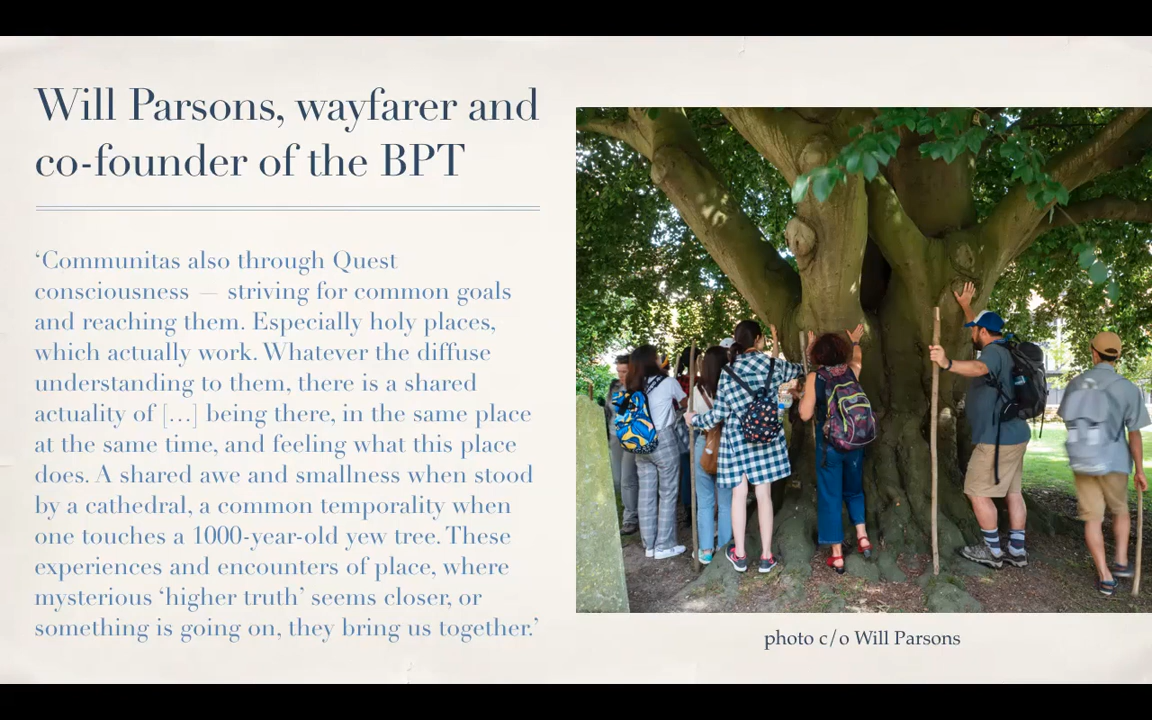 Will Parsons, wayfarer and
co-founder of the BPT
‘Communitas also through Quest
consciousness — striving for common goals
and reaching them. Especially holy places,
which actually work. Whatever the diffuse
understanding to them, there is a shared
actuality of [...] being there, in the same place
at the same time, and feeling what this place
does. A shared awe and smallness when stood
by a cathedral, a common temporality when
one touches a 1000-year-old yew tree. These
experiences and encounters of place, where
mysterious ‘higher truth’ seems closer, or
something is going on, they bring us together.’
photo c/o Will Parsons